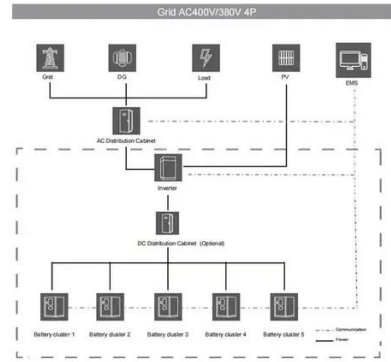 Grid AC400V/380V 4P
Grid
DG
Load
PV
EMS
AC Distribution Cabinet
Inverter
DC Distribution Cabinet (Optional)
Battery cluster 1
Battery cluster 2
Battery cluster 3
Battery cluster 4
Battery cluster 5
Communication
Power